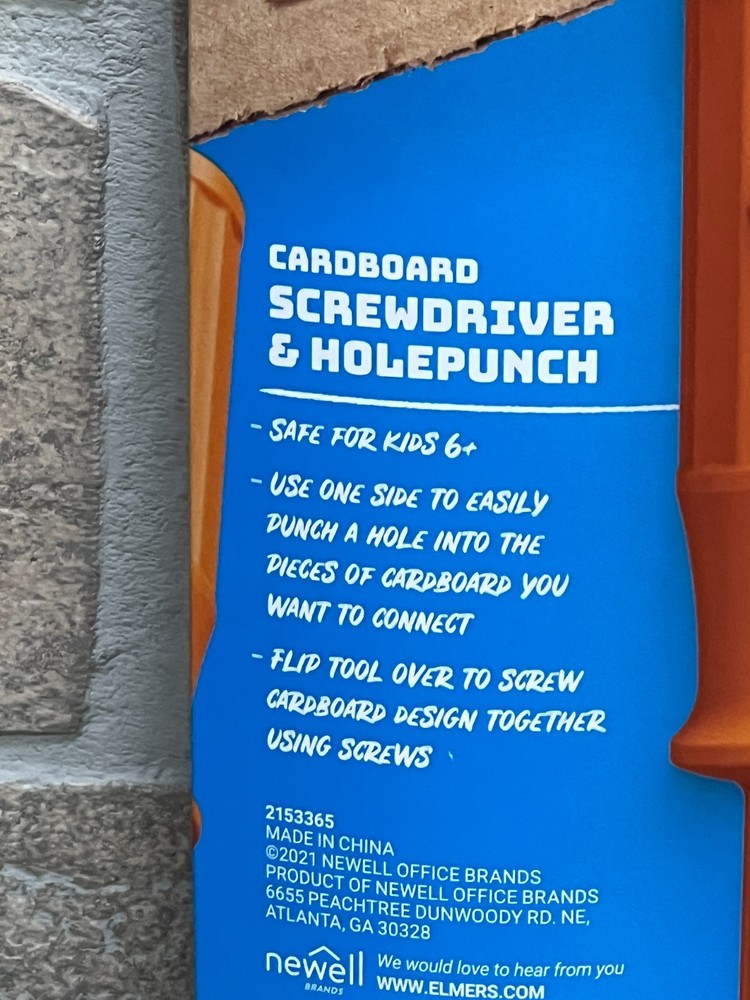 CARDBOARD
SCREWDRIVER
& HOLEPUNCH
- SAFE FOR KIDS 6+
- USE ONE SIDE TO EASILY
PUNCH A HOLE INTO THE
PIECES OF CARDBOARD YOU
WANT TO CONNECT
- FLIP TOOL OVER TO SCREW
CARDBOARD DESIGN TOGETHER
USING SCREWS
2153365
MADE IN CHINA
©2021 NEWELL OFFICE BRANDS
PRODUCT OF NEWELL OFFICE BRANDS
6655 PEACHTREE DUNWOODY RD. NE,
ATLANTA, GA 30328
newell
BRANDS
We would love to hear from you
WWW.ELMERS.COM